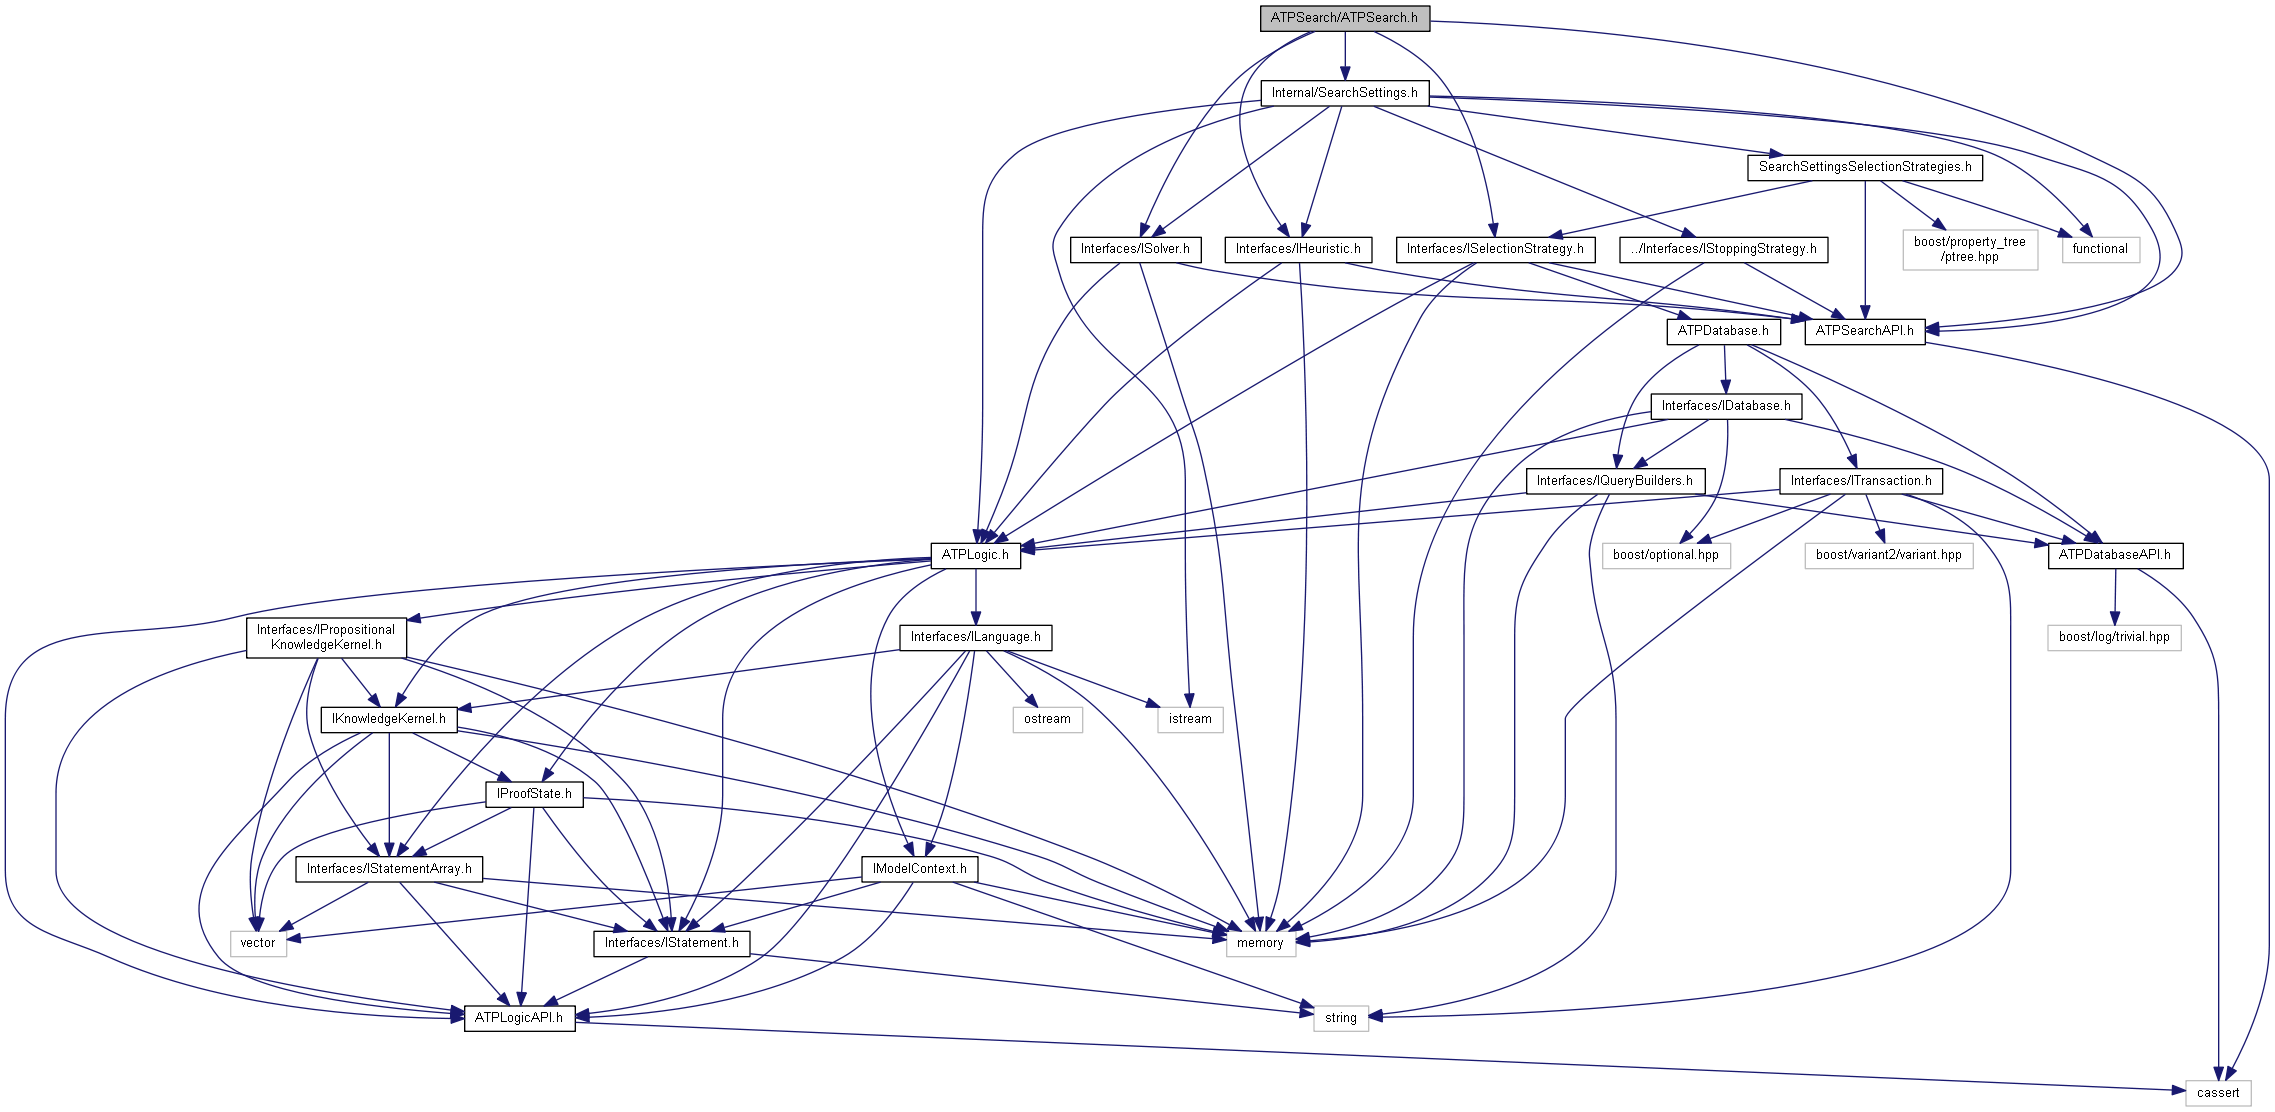 ATPSearch/ATPSearch.h
Internal/SearchSettings.h
SearchSettingsSelectionStrategies.h
Interfaces/ISolver.h
Interfaces/IHeuristic.h
Interfaces/ISelectionStrategy.h
../Interfaces/IStoppingStrategy.h
boost/property_tree
/ptree.hpp
functional
ATPDatabase.h
ATPSearchAPI.h
Interfaces/IDatabase.h
Interfaces/IQueryBuilders.h
Interfaces/ITransaction.h
ATPLogic.h
boost/optional.hpp
boost/variant2/variant.hpp
ATPDatabaseAPI.h
Interfaces/IPropositional
KnowledgeKernel.h
Interfaces/ILanguage.h
boost/log/trivial.hpp
IKnowledgeKernel.h
ostream
istream
IProofState.h
Interfaces/IStatementArray.h
IModelContext.h
vector
Interfaces/IStatement.h
memory
ATPLogicAPI.h
string
cassert